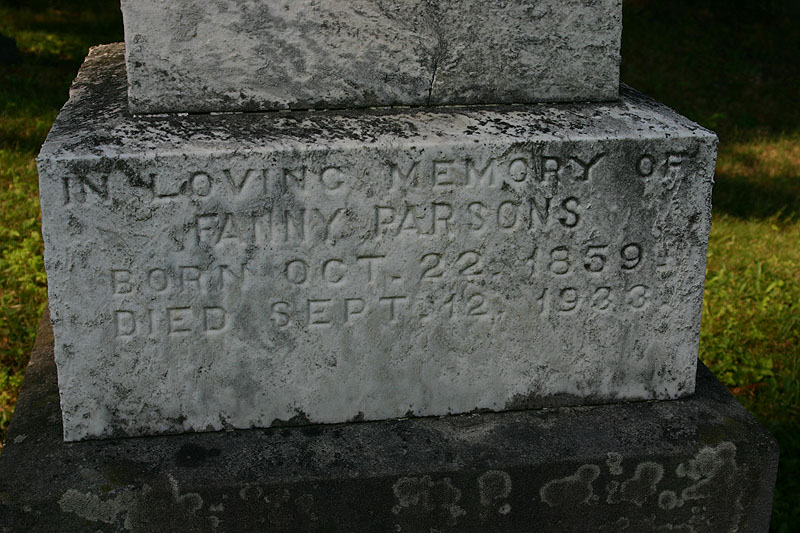 IN LOVING MEMORY OF
FANNY PARSONS
BORN OCT. 22. 1859
DIED SEPT. 12. 1933